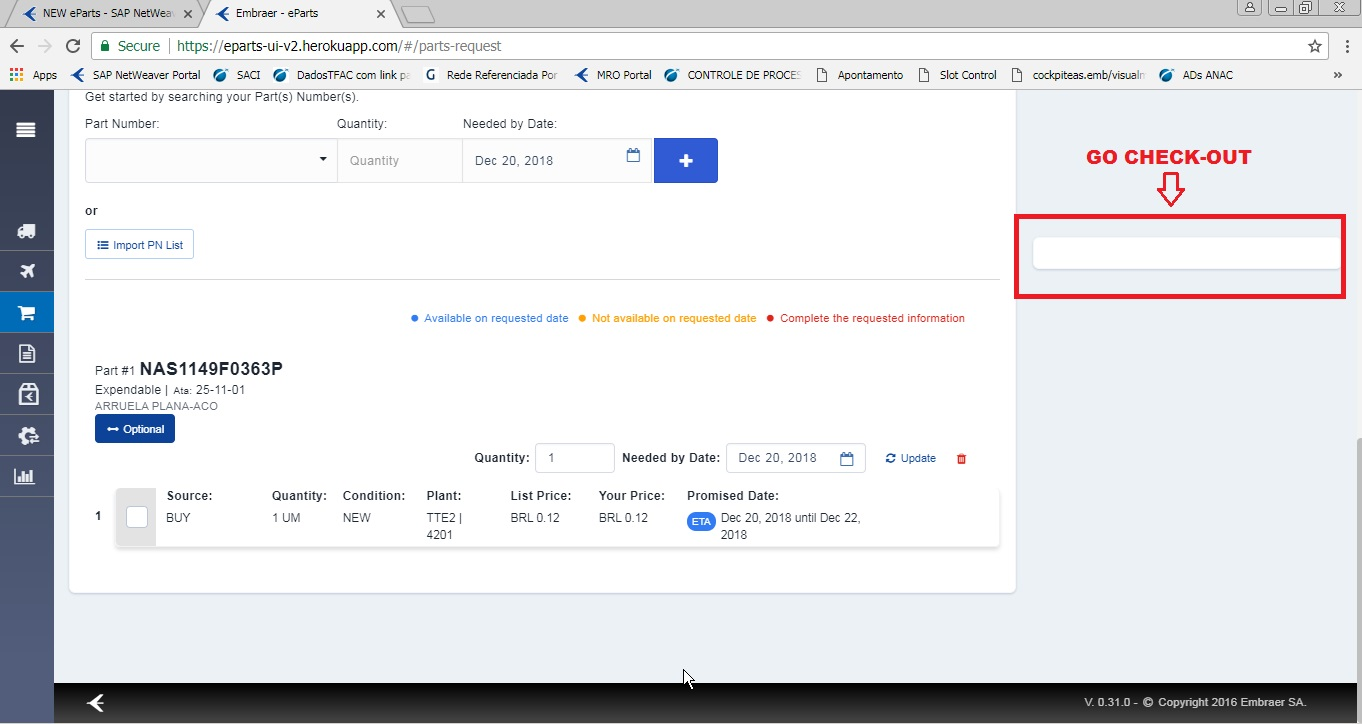 NEW eParts - SAP NetWeav
Embraer - eParts
Secure
https://eparts-ui-v2.herokuapp.com/#/parts-request
Apps
SAP NetWeaver Portal
SACI
DadosTFAC com link pa
G
Rede Referenciada Por
MRO Portal
CONTROLE DE PROCES
Apontamento
Slot Control
cockpiteas.emb/visualm
ADs ANAC
»
Get started by searching your Part(s) Number(s).
Part Number: Quantity: Needed by Date:
Quantity
Dec 20, 2018
+
or
Import PN List
GO CHECK-OUT
Available on requested date
Not available on requested date
Complete the requested information
Part #1 NAS1149F0363P
Expendable | Ata: 25-11-01
ARRUELA PLANA-ACO
Optional
Quantity: 1 Needed by Date: Dec 20, 2018 Update
Source: Quantity: Condition: Plant: List Price: Your Price: Promised Date:
1 BUY 1 UM NEW TTE2 | BRL 0.12 BRL 0.12 ETA Dec 20, 2018 until Dec 22,
4201 2018
V. 0.31.0 - © Copyright 2016 Embraer SA.